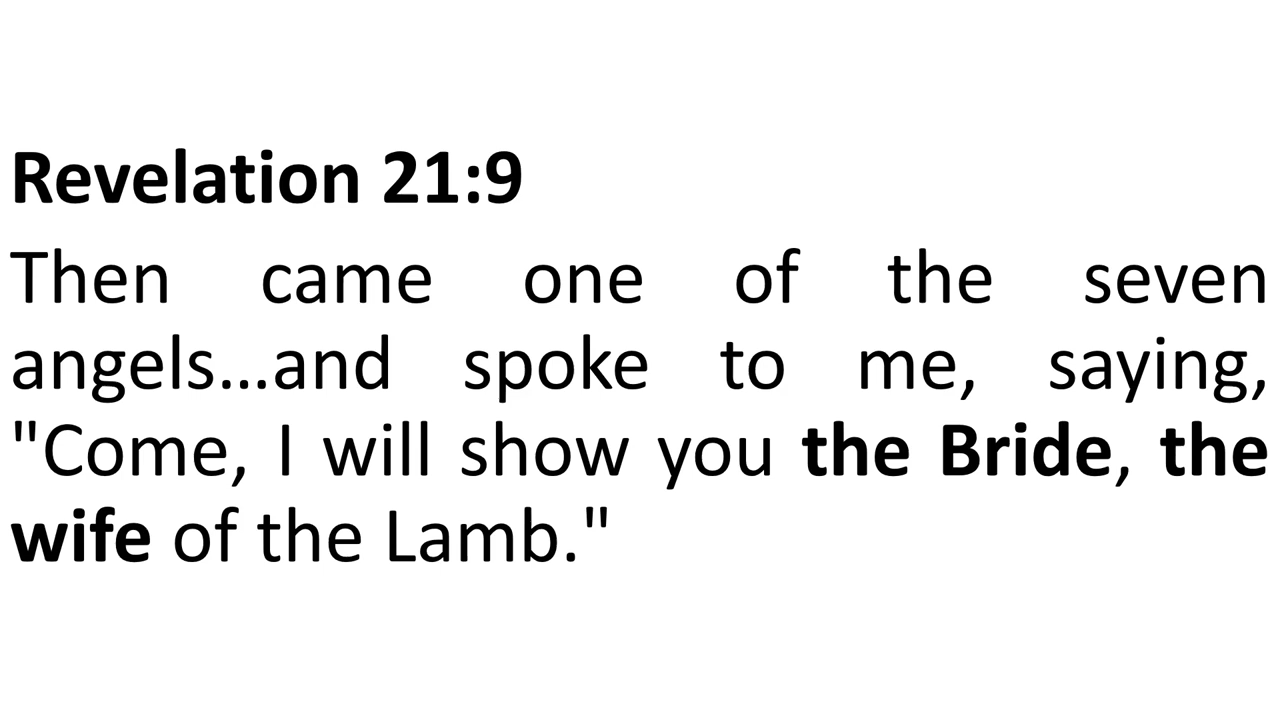 Revelation 21:9
Then came one of the seven
angels…and spoke to me, saying,
"Come, I will show you the Bride, the
wife of the Lamb."